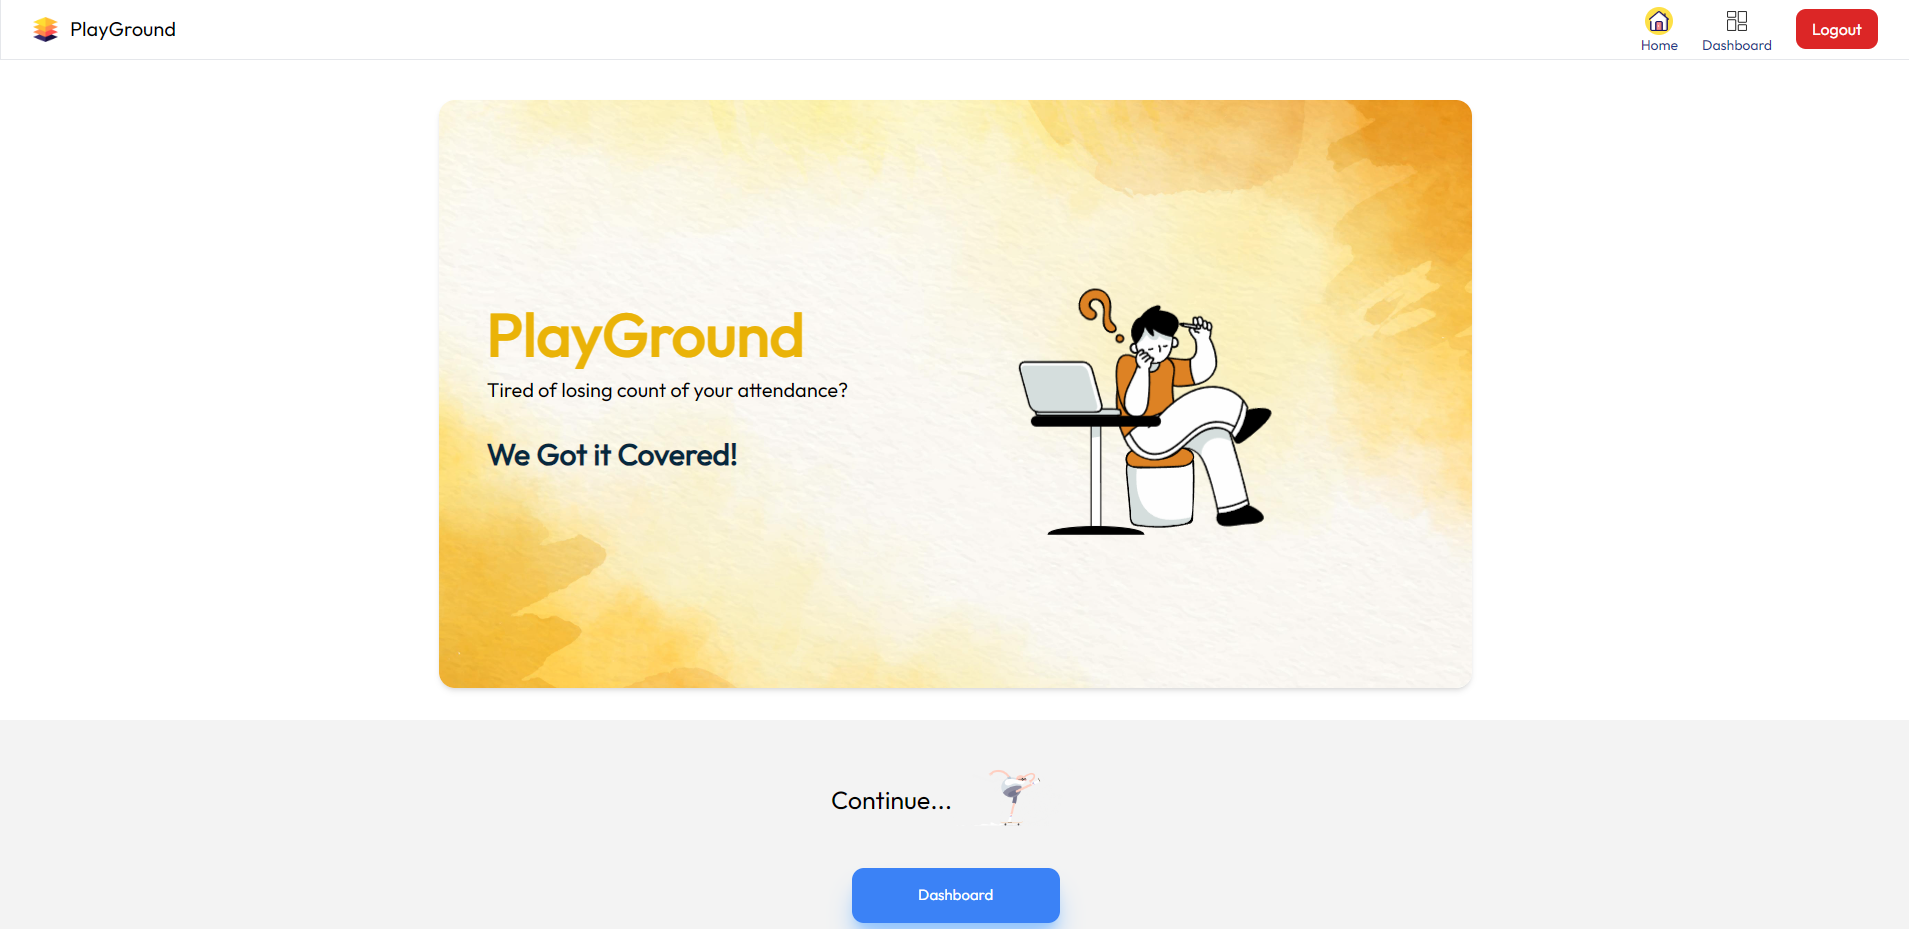 PlayGround
Home
Dashboard
Logout
PlayGround
Tired of losing count of your attendance?
We Got it Covered!
Continue...
Dashboard